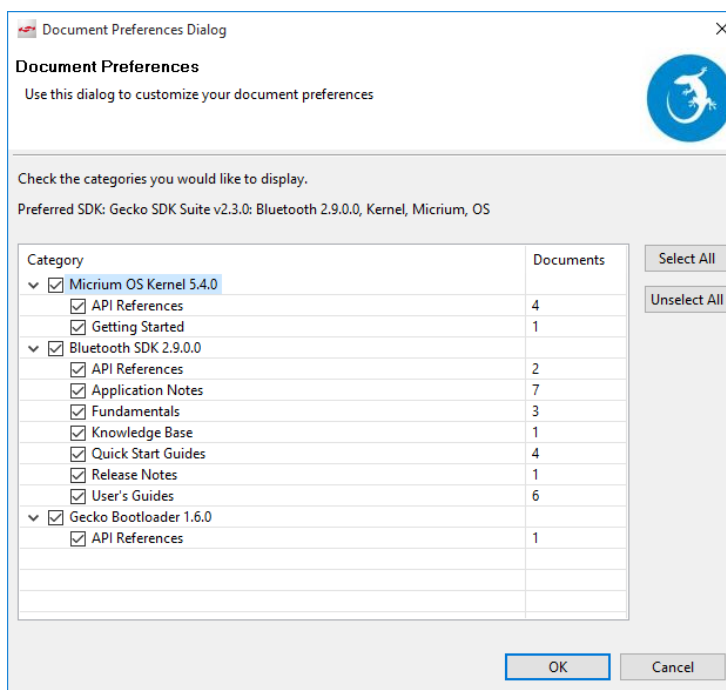 Document Preferences Dialog
Document Preferences
Use this dialog to customize your document preferences
Check the categories you would like to display.
Preferred SDK: Gecko SDK Suite v2.3.0: Bluetooth 2.9.0.0, Kernel, Micrium, OS
Category Documents
Micrium OS Kernel 5.4.0
API References 4
Getting Started 1
Bluetooth SDK 2.9.0.0
API References 2
Application Notes 7
Fundamentals 3
Knowledge Base 1
Quick Start Guides 4
Release Notes 1
User's Guides 6
Gecko Bootloader 1.6.0
API References 1
Select All
Unselect All
OK Cancel